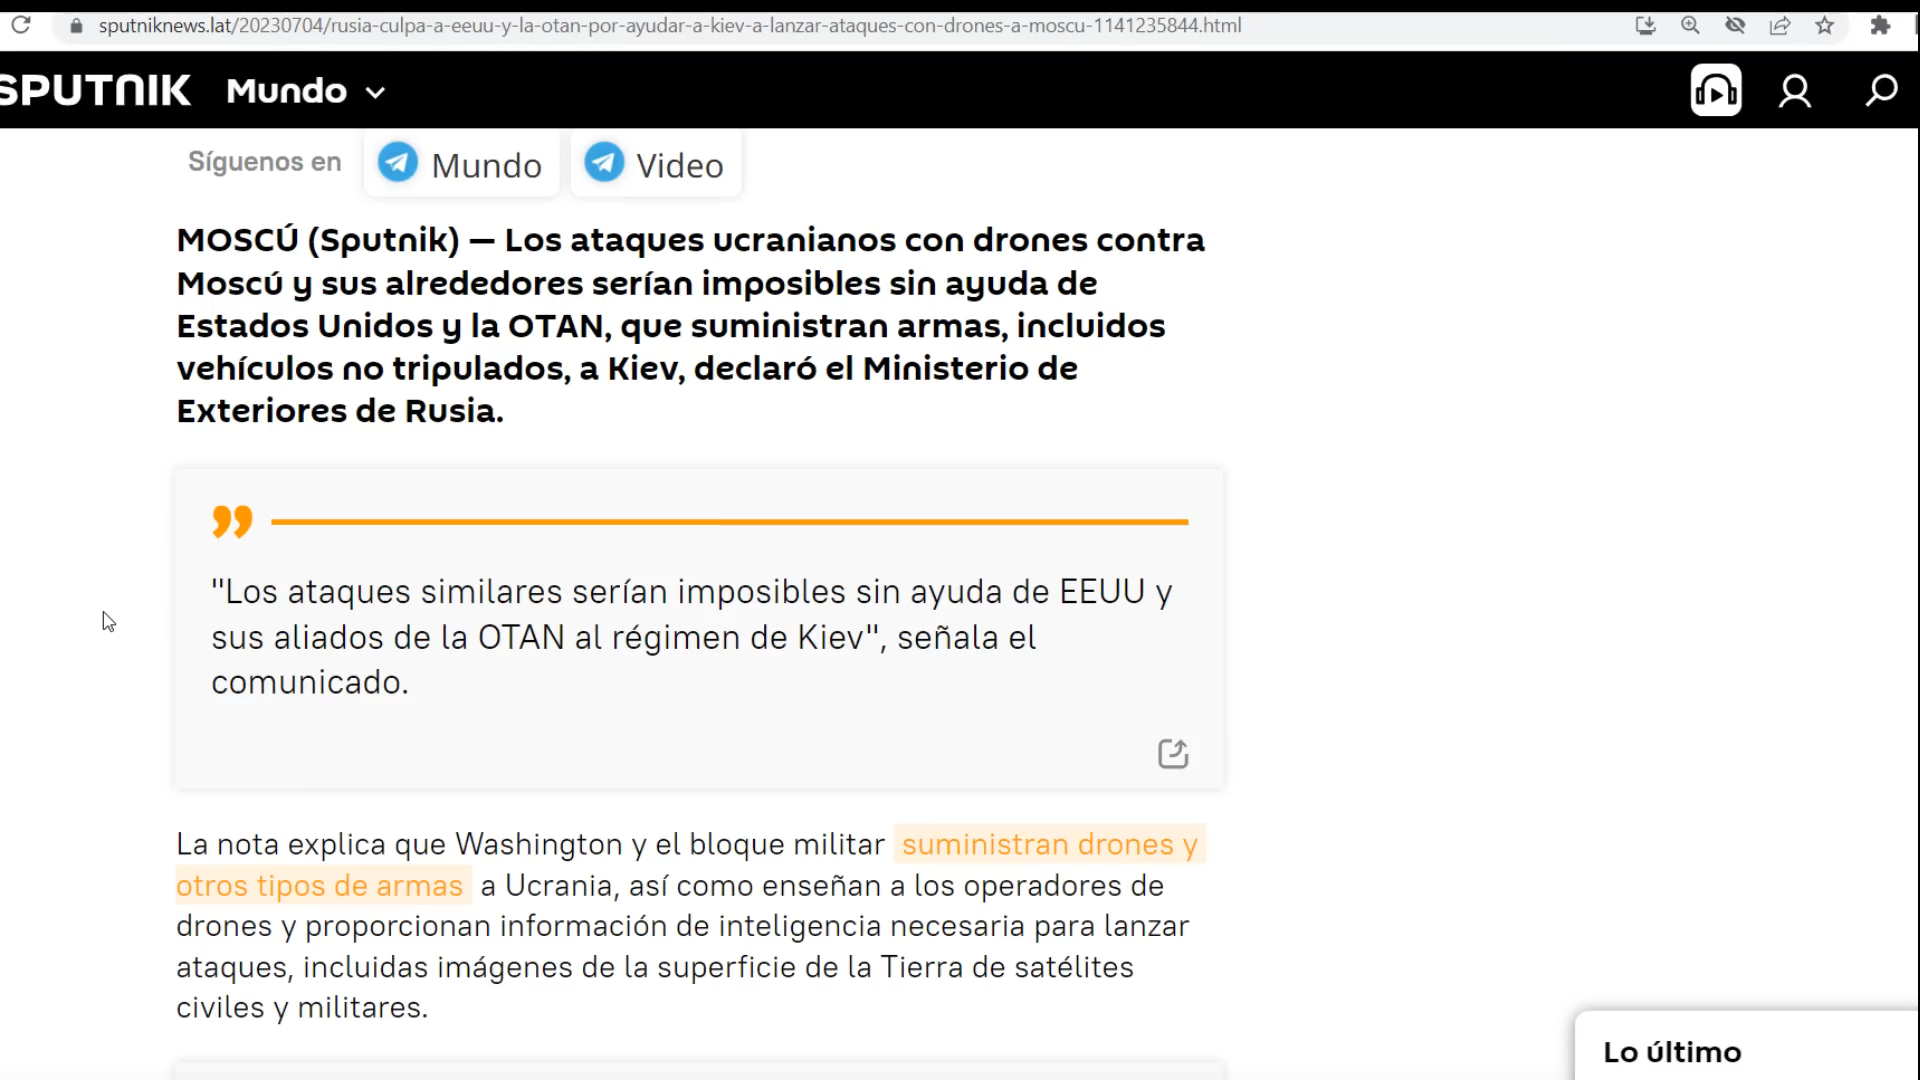 sputniknews.lat/20230704/rusia-culpa-a-eeuu-y-la-otan-por-ayudar-a-kiev-a-lanzar-ataques-con-drones-a-moscu-1141235844.html
SPUTNIK Mundo
Síguenos en Mundo Video
MOSCÚ (Sputnik) — Los ataques ucranianos con drones contra
Moscú y sus alrededores serían imposibles sin ayuda de
Estados Unidos y la OTAN, que suministran armas, incluidos
vehículos no tripulados, a Kiev, declaró el Ministerio de
Exteriores de Rusia.
"Los ataques similares serían imposibles sin ayuda de EEUU y
sus aliados de la OTAN al régimen de Kiev", señala el
comunicado.
La nota explica que Washington y el bloque militar suministran drones y
otros tipos de armas a Ucrania, así como enseñan a los operadores de
drones y proporcionan información de inteligencia necesaria para lanzar
ataques, incluidas imágenes de la superficie de la Tierra de satélites
civiles y militares.
Lo último